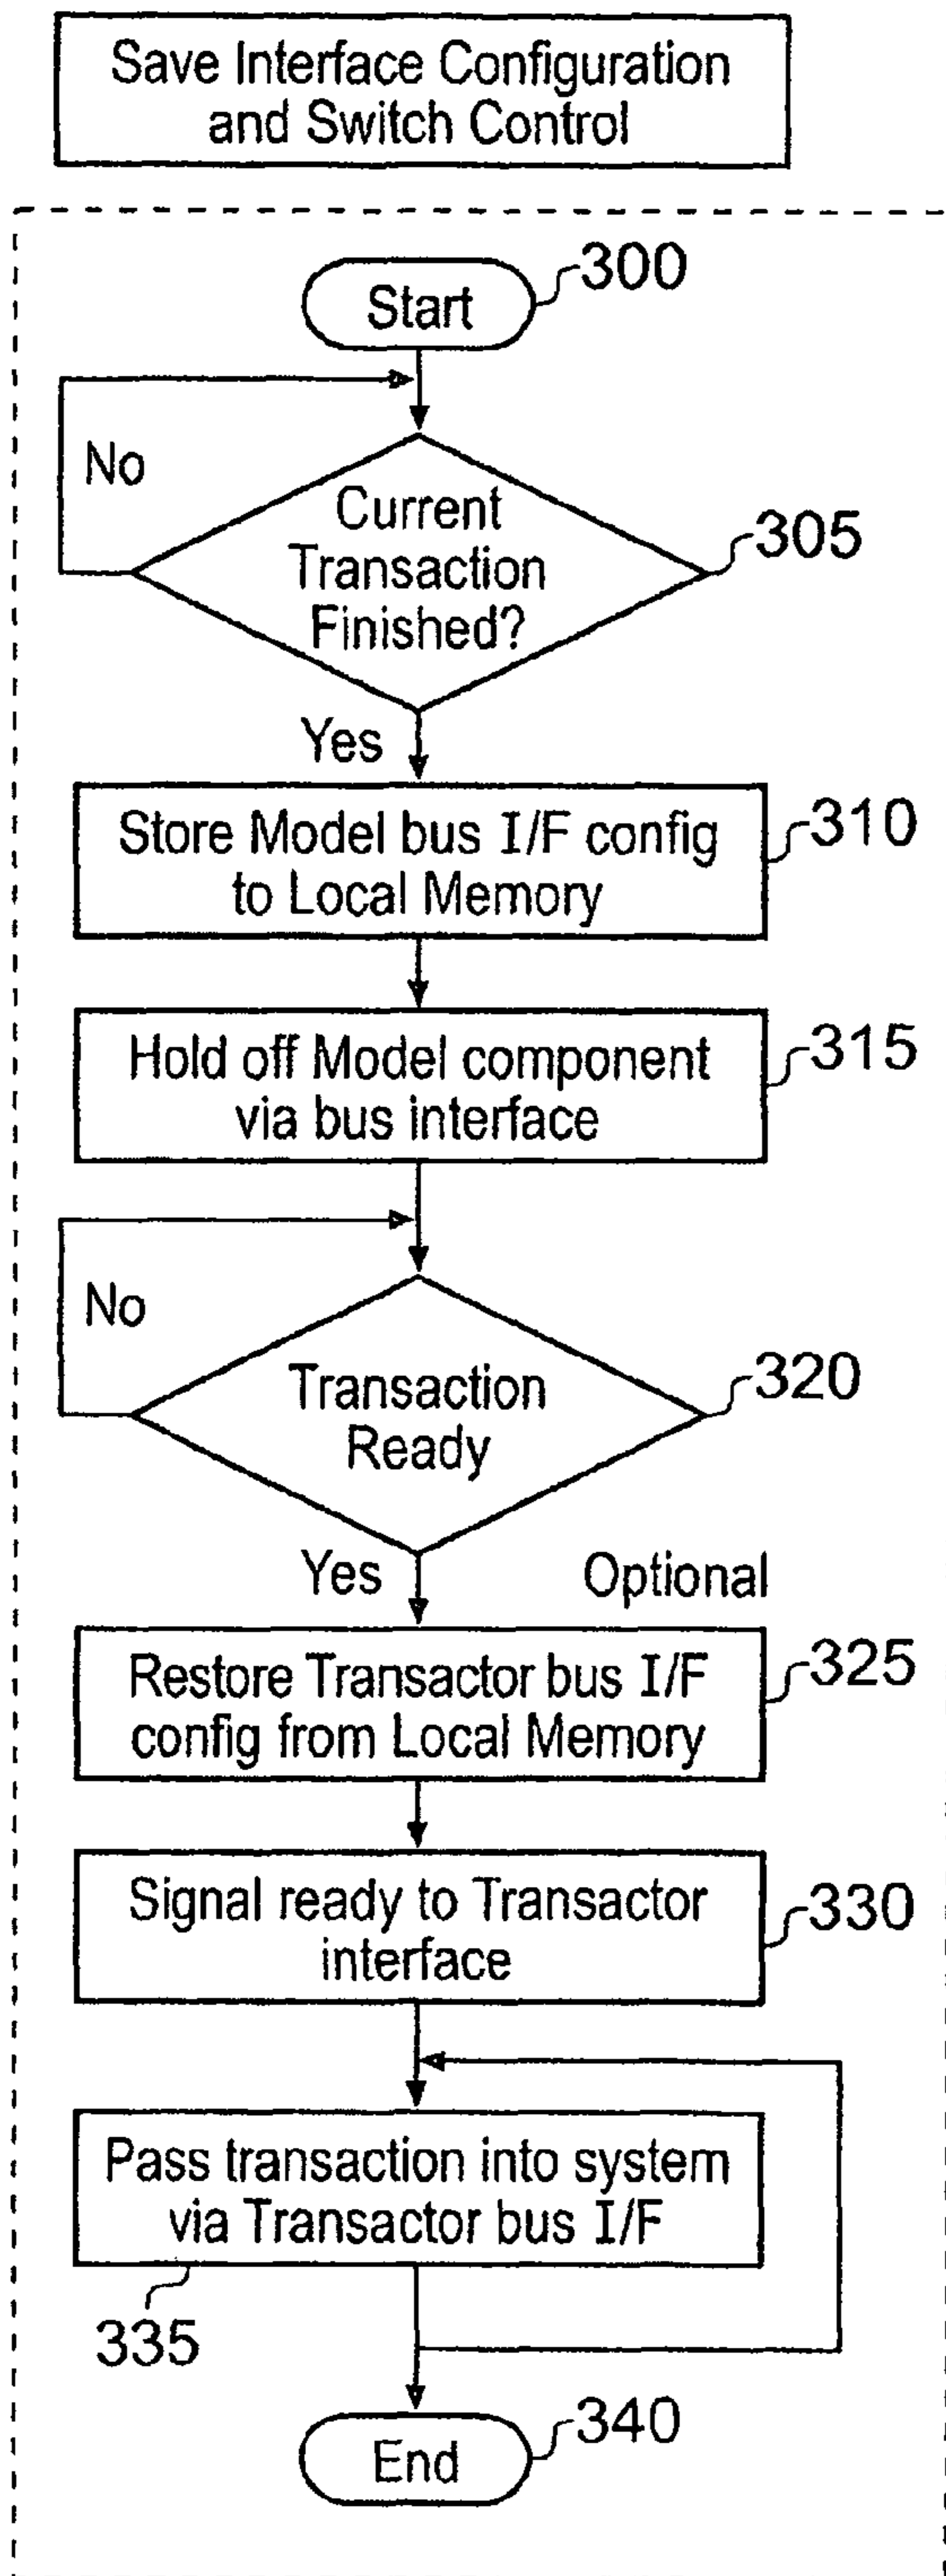 Save Interface Configuration
and Switch Control
Start
300
No
Current
Transaction
Finished?
305
Yes
Store Model bus I/F config
to Local Memory
310
Hold off Model component
via bus interface
315
No
Transaction
Ready
320
Yes
Optional
Restore Transactor bus I/F
config from Local Memory
325
Signal ready to Transactor
interface
330
Pass transaction into system
via Transactor bus I/F
335
End
340